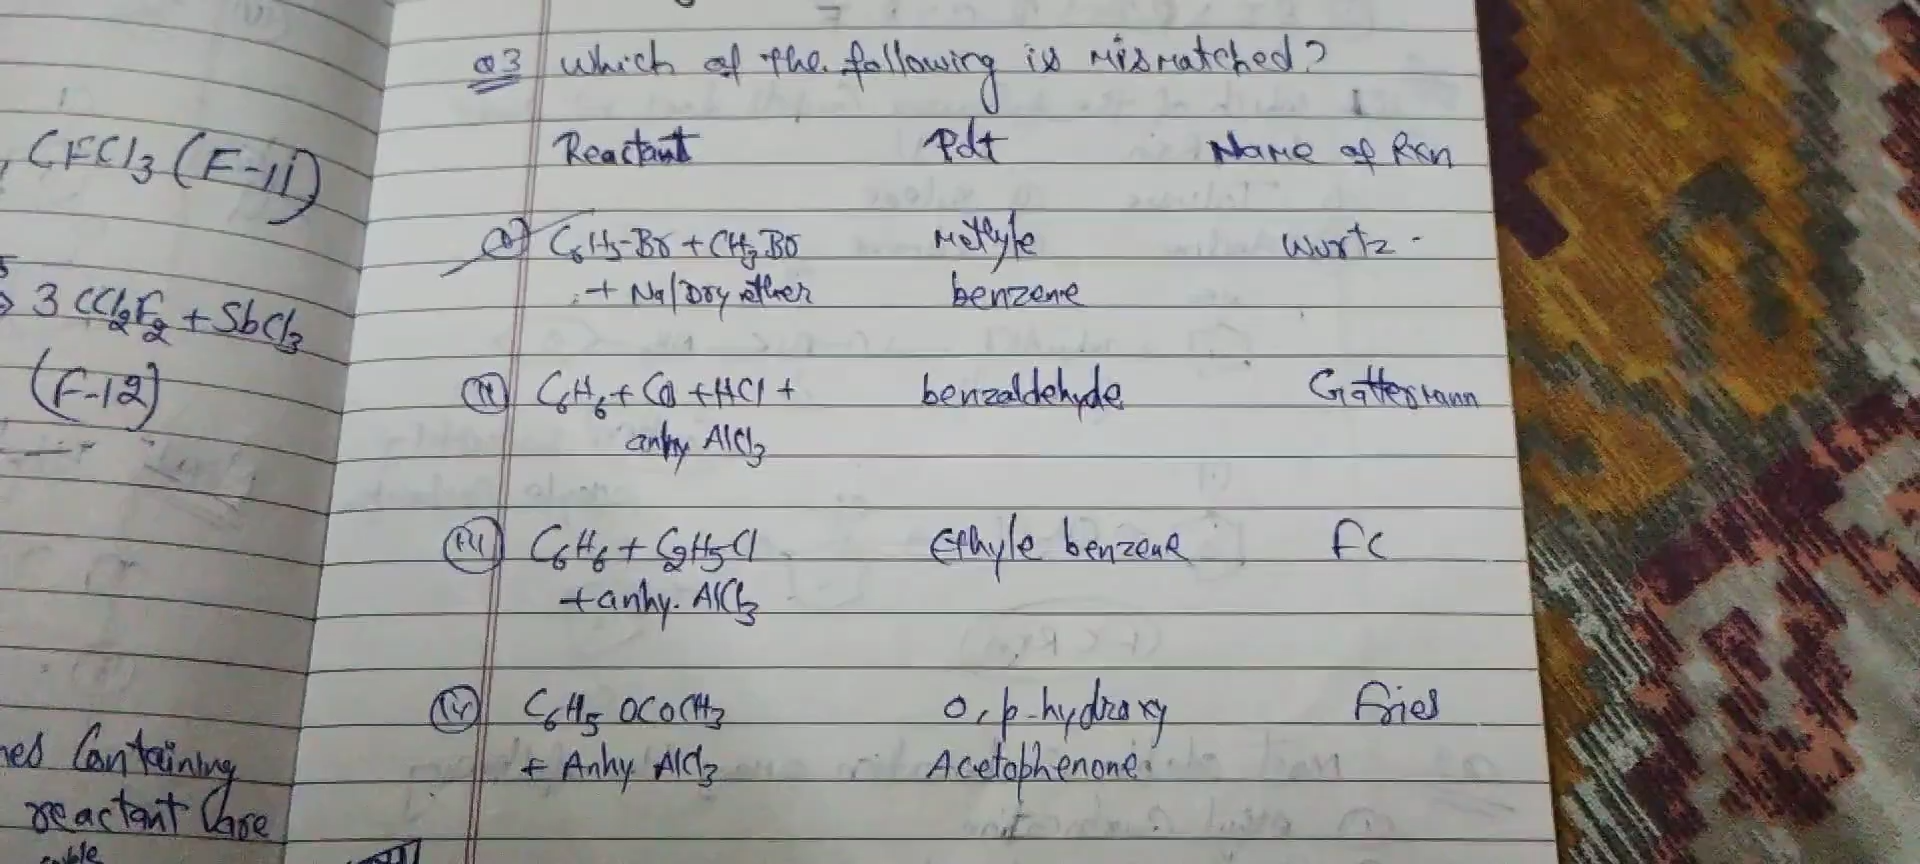 CFCl3 (F-11)
3 CCl2F2 + SbCl3
(F-12)
Containing
reactant
Q3 which of the following is mismatched?
Reactant Pdt Name of Rxn
C6H5-Br + CH3Br Methyle Wurtz
+ Na/Dry ether benzene
(ii) C6H6 + CO + HCl + benzaldehyde Gattermann
anhy AlCl3
(iii) C6H6 + C2H5Cl Ethyle benzene FC
+ anhy. AlCl3
(iv) C6H5 OCOCH3 O, p-hydroxy fries
+ Anhy AlCl3 Acetophenone